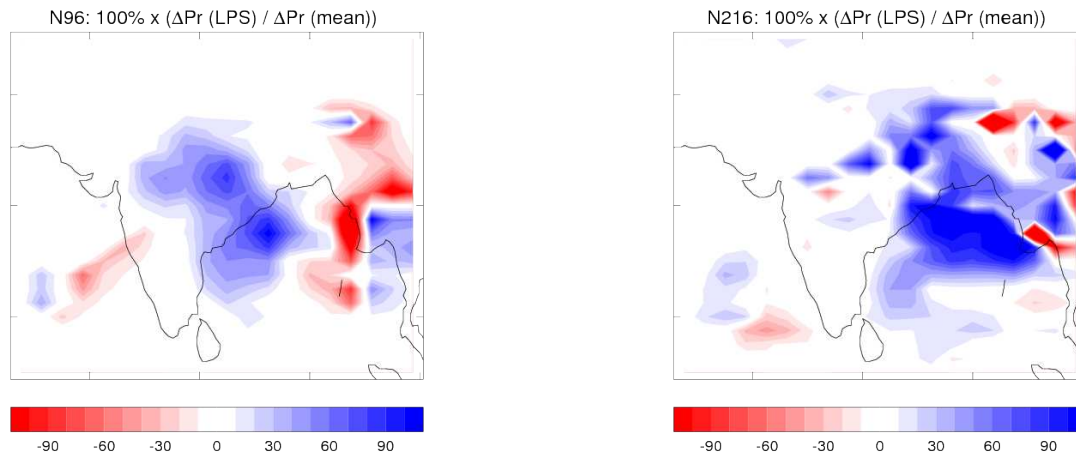 N96: 100% x (ΔPr (LPS) / ΔPr (mean))
N216: 100% x (ΔPr (LPS) / ΔPr (mean))
-90 -60 -30 0 30 60 90
-90 -60 -30 0 30 60 90